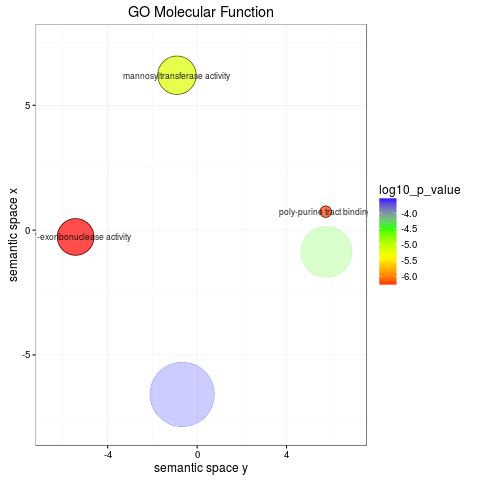 GO Molecular Function
mannosyltransferase activity
poly-purine tract binding
-exoribonuclease activity
5
0
-5
-4
0
4
semantic space y
semantic space x
log10_p_value
-4.0
-4.5
-5.0
-5.5
-6.0